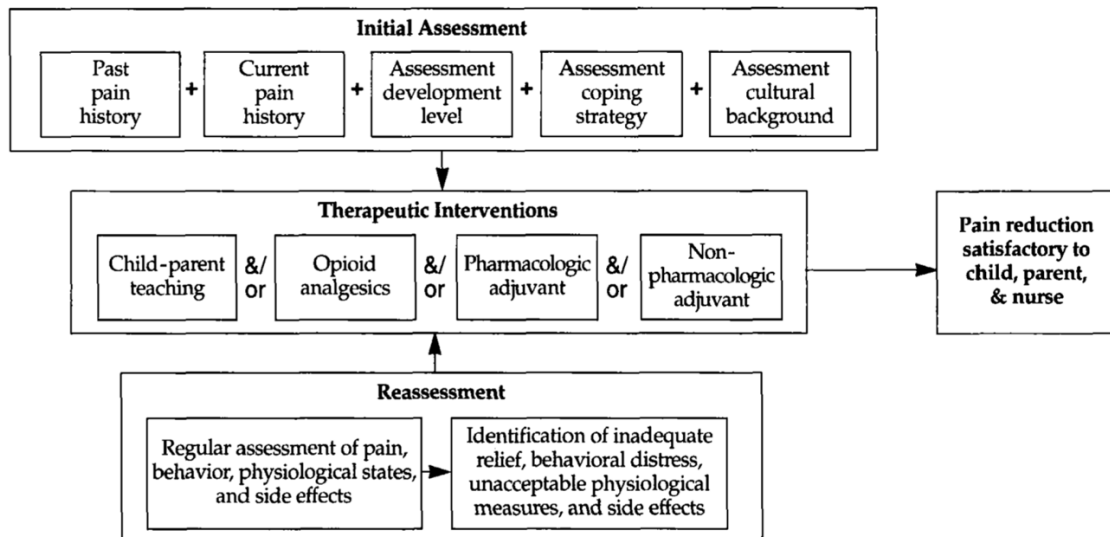 Initial Assessment
Past
pain
history
+
Current
pain
history
+
Assessment
development
level
+
Assessment
coping
strategy
+
Assesment
cultural
background
Therapeutic Interventions
Child-parent
teaching
&/
or
Opioid
analgesics
&/
or
Pharmacologic
adjuvant
&/
or
Non-
pharmacologic
adjuvant
Pain reduction
satisfactory to
child, parent,
& nurse
Reassessment
Regular assessment of pain,
behavior, physiological states,
and side effects
Identification of inadequate
relief, behavioral distress,
unacceptable physiological
measures, and side effects